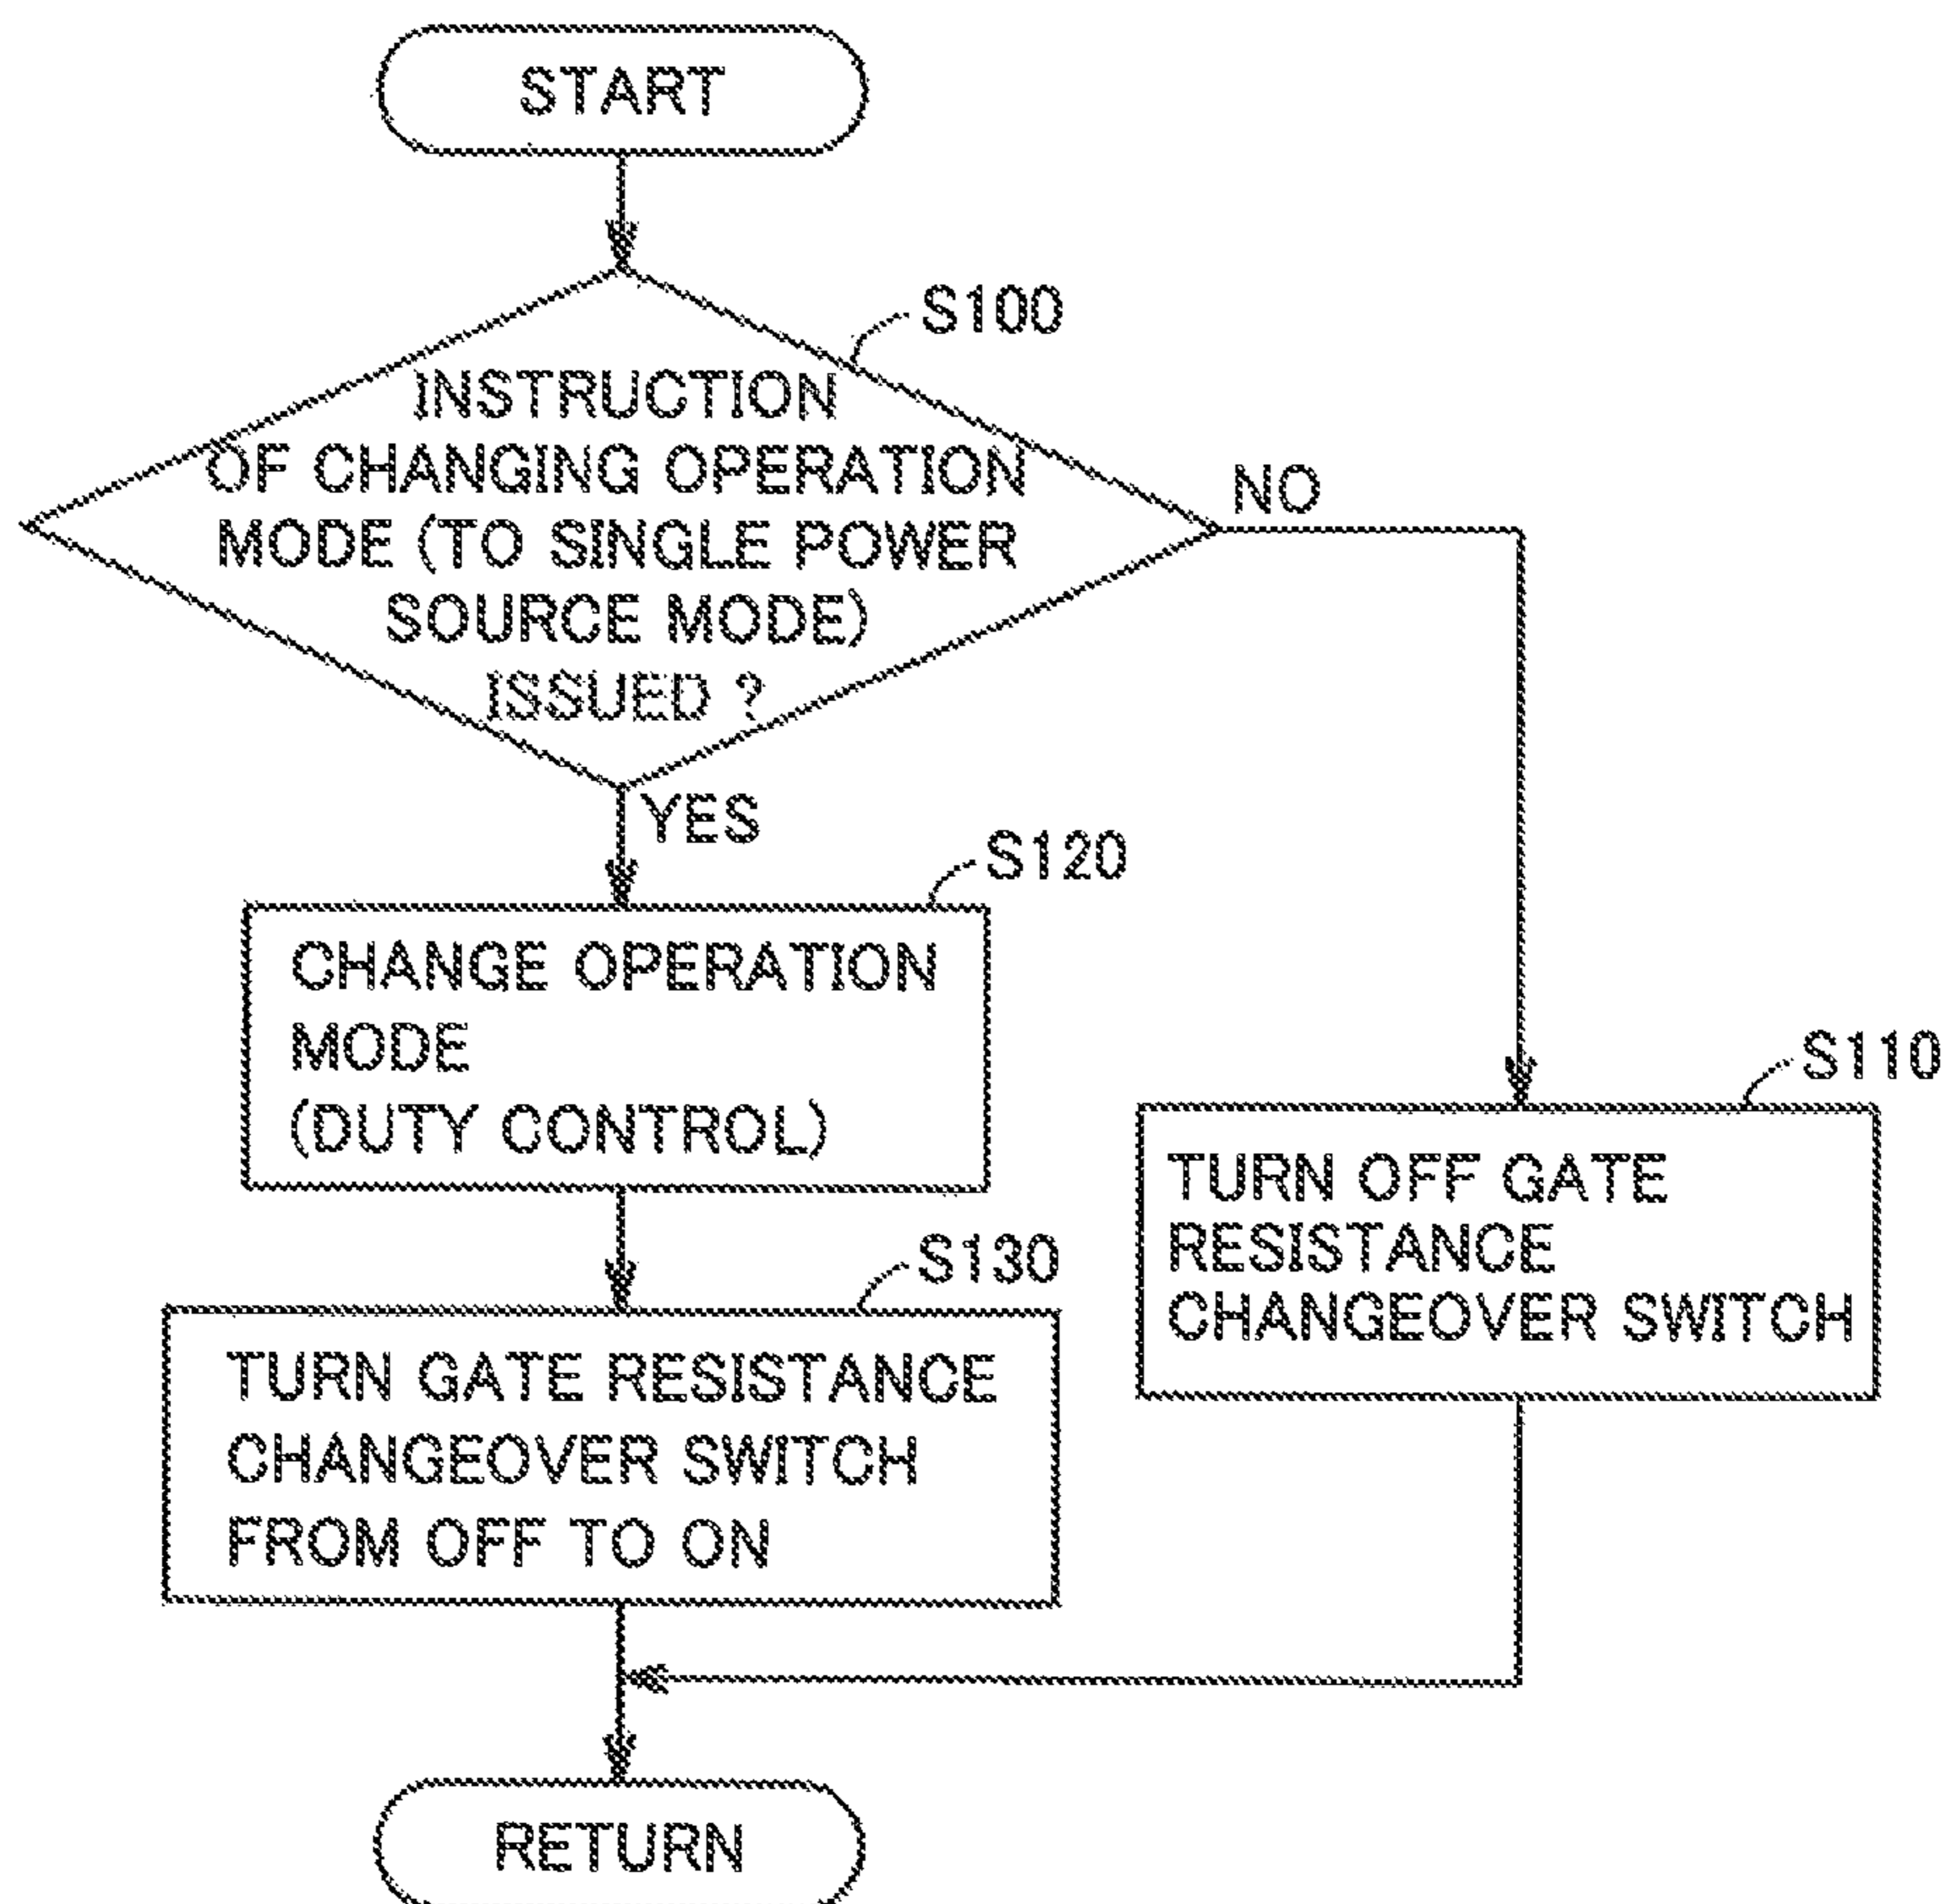 START
S100
INSTRUCTION
OF CHANGING OPERATION
MODE (TO SINGLE POWER
SOURCE MODE)
ISSUED ?
NO
YES
S120
CHANGE OPERATION
MODE
(DUTY CONTROL)
S110
TURN OFF GATE
RESISTANCE
CHANGEOVER SWITCH
S130
TURN GATE RESISTANCE
CHANGEOVER SWITCH
FROM OFF TO ON
RETURN